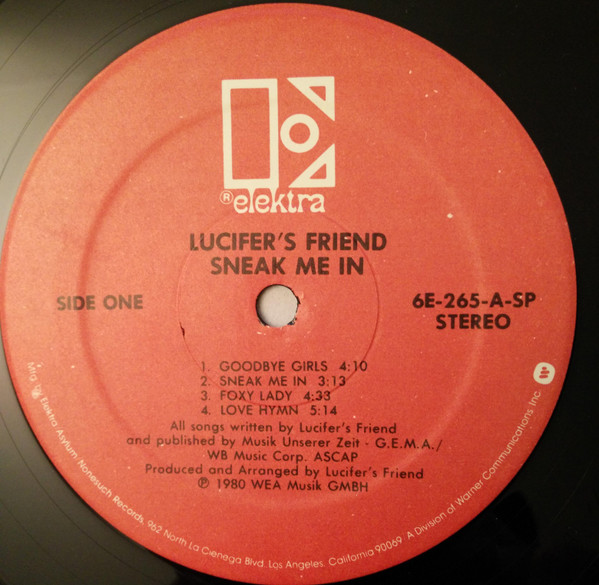 ® elektra
LUCIFER'S FRIEND
SNEAK ME IN
SIDE ONE
6E-265-A-SP
STEREO
1. GOODBYE GIRLS 4:10
2. SNEAK ME IN 3:13
3. FOXY LADY 4:33
4. LOVE HYMN 5:14
All songs written by Lucifer's Friend
and published by Musik Unserer Zeit - G.E.M.A./
WB Music Corp. ASCAP
Produced and Arranged by Lucifer's Friend
℗ 1980 WEA Musik GMBH
Mfg. by Elektra/Asylum/Nonesuch Records, 962 North La Cienega Blvd. Los Angeles, California 90069 A Division of Warner Communications Inc.